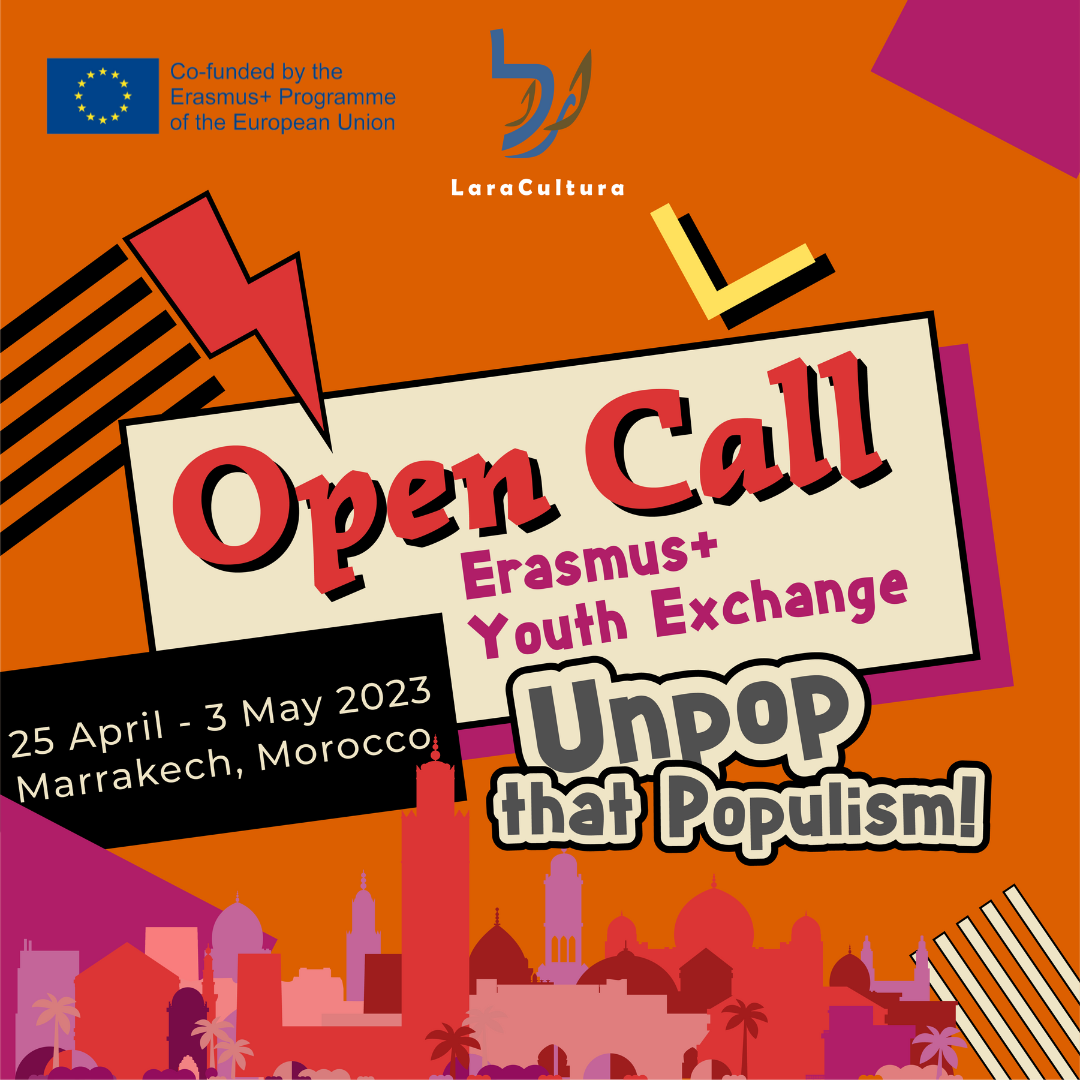 Co-funded by the
Erasmus+ Programme
of the European Union
LaraCultura
Open Call
Erasmus+
Youth Exchange
25 April - 3 May 2023
Marrakech, Morocco
Unpop
that Populism!